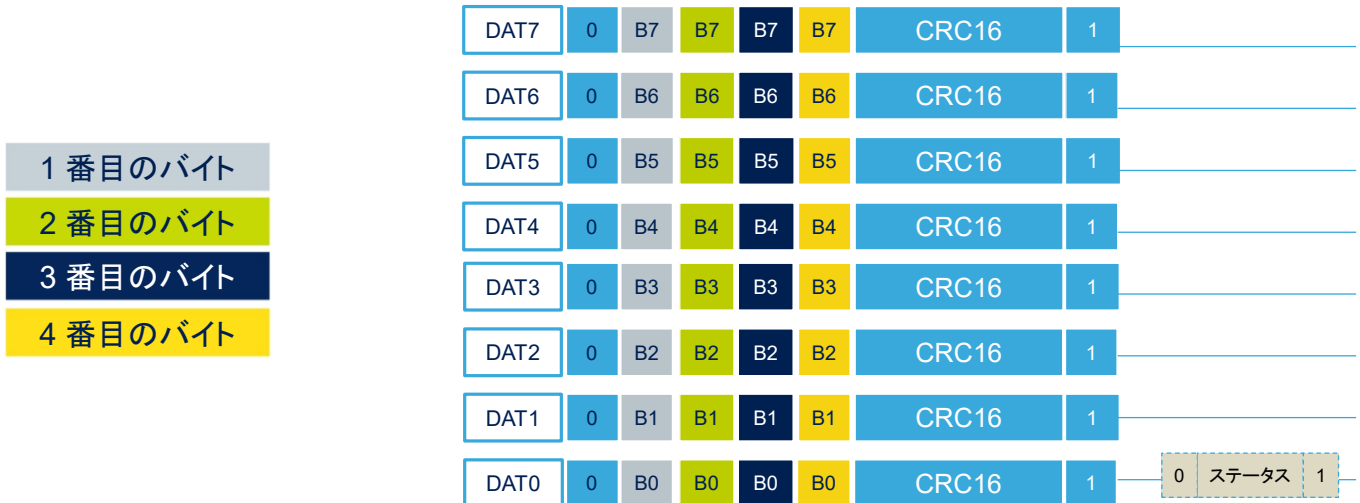 DAT7 0 B7 B7 B7 B7 CRC16 1
DAT6 0 B6 B6 B6 B6 CRC16 1
1 番目のバイト
DAT5 0 B5 B5 B5 B5 CRC16 1
2 番目のバイト
DAT4 0 B4 B4 B4 B4 CRC16 1
3 番目のバイト
DAT3 0 B3 B3 B3 B3 CRC16 1
4 番目のバイト
DAT2 0 B2 B2 B2 B2 CRC16 1
DAT1 0 B1 B1 B1 B1 CRC16 1
DAT0 0 B0 B0 B0 B0 CRC16 1 0 ステータス 1